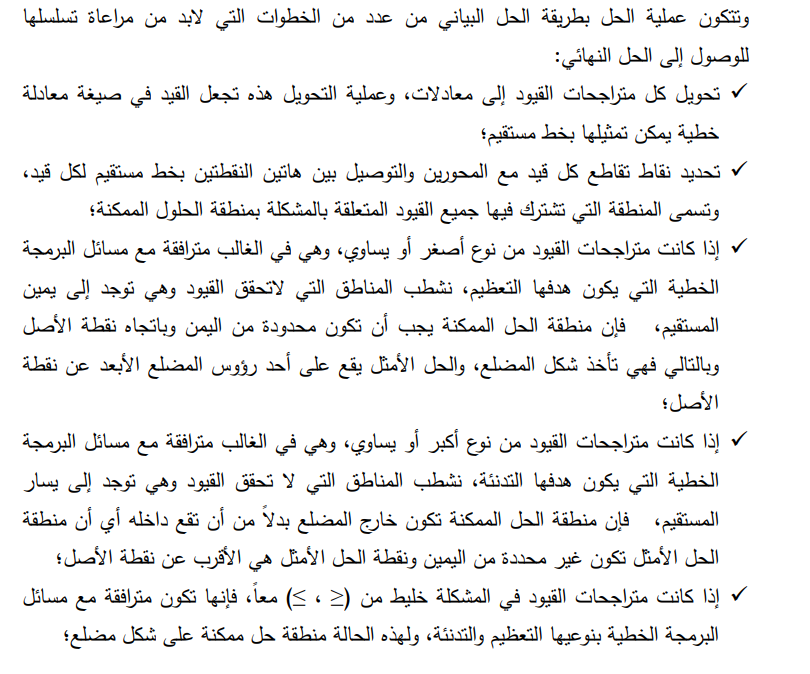 وتتكون عملية الحل بطريقة الحل البياني من عدد من الخطوات التي لابد من مراعاة تسلسلها
للوصول إلى الحل النهائي:
✓ تحويل كل متراجحات القيود إلى معادلات، وعملية التحويل هذه تجعل القيد في صيغة معادلة
خطية يمكن تمثيلها بخط مستقيم؛
✓ تحديد نقاط تقاطع كل قيد مع المحورين والتوصيل بين هاتين النقطتين بخط مستقيم لكل قيد،
وتسمى المنطقة التي تشترك فيها جميع القيود المتعلقة بالمشكلة بمنطقة الحلول الممكنة؛
✓ إذا كانت متراجحات القيود من نوع أصغر أو يساوي، وهي في الغالب مترافقة مع مسائل البرمجة
الخطية التي يكون هدفها التعظيم، نشطب المناطق التي لاتحقق القيود وهي توجد إلى يمين
المستقيم، فإن منطقة الحل الممكنة يجب أن تكون محدودة من اليمن وباتجاه نقطة الأصل
وبالتالي فهي تأخذ شكل المضلع، والحل الأمثل يقع على أحد رؤوس المضلع الأبعد عن نقطة
الأصل؛
✓ إذا كانت متراجحات القيود من نوع أكبر أو يساوي، وهي في الغالب مترافقة مع مسائل البرمجة
الخطية التي يكون هدفها التدنئة، نشطب المناطق التي لا تحقق القيود وهي توجد إلى يسار
المستقيم، فإن منطقة الحل الممكنة تكون خارج المضلع بدلاً من أن تقع داخله أي أن منطقة
الحل الأمثل تكون غير محددة من اليمين ونقطة الحل الأمثل هي الأقرب عن نقطة الأصل؛
✓ إذا كانت متراجحات القيود في المشكلة خليط من (≥ ، ≤) معاً، فإنها تكون مترافقة مع مسائل
البرمجة الخطية بنوعيها التعظيم والتدنئة، ولهذه الحالة منطقة حل ممكنة على شكل مضلع؛